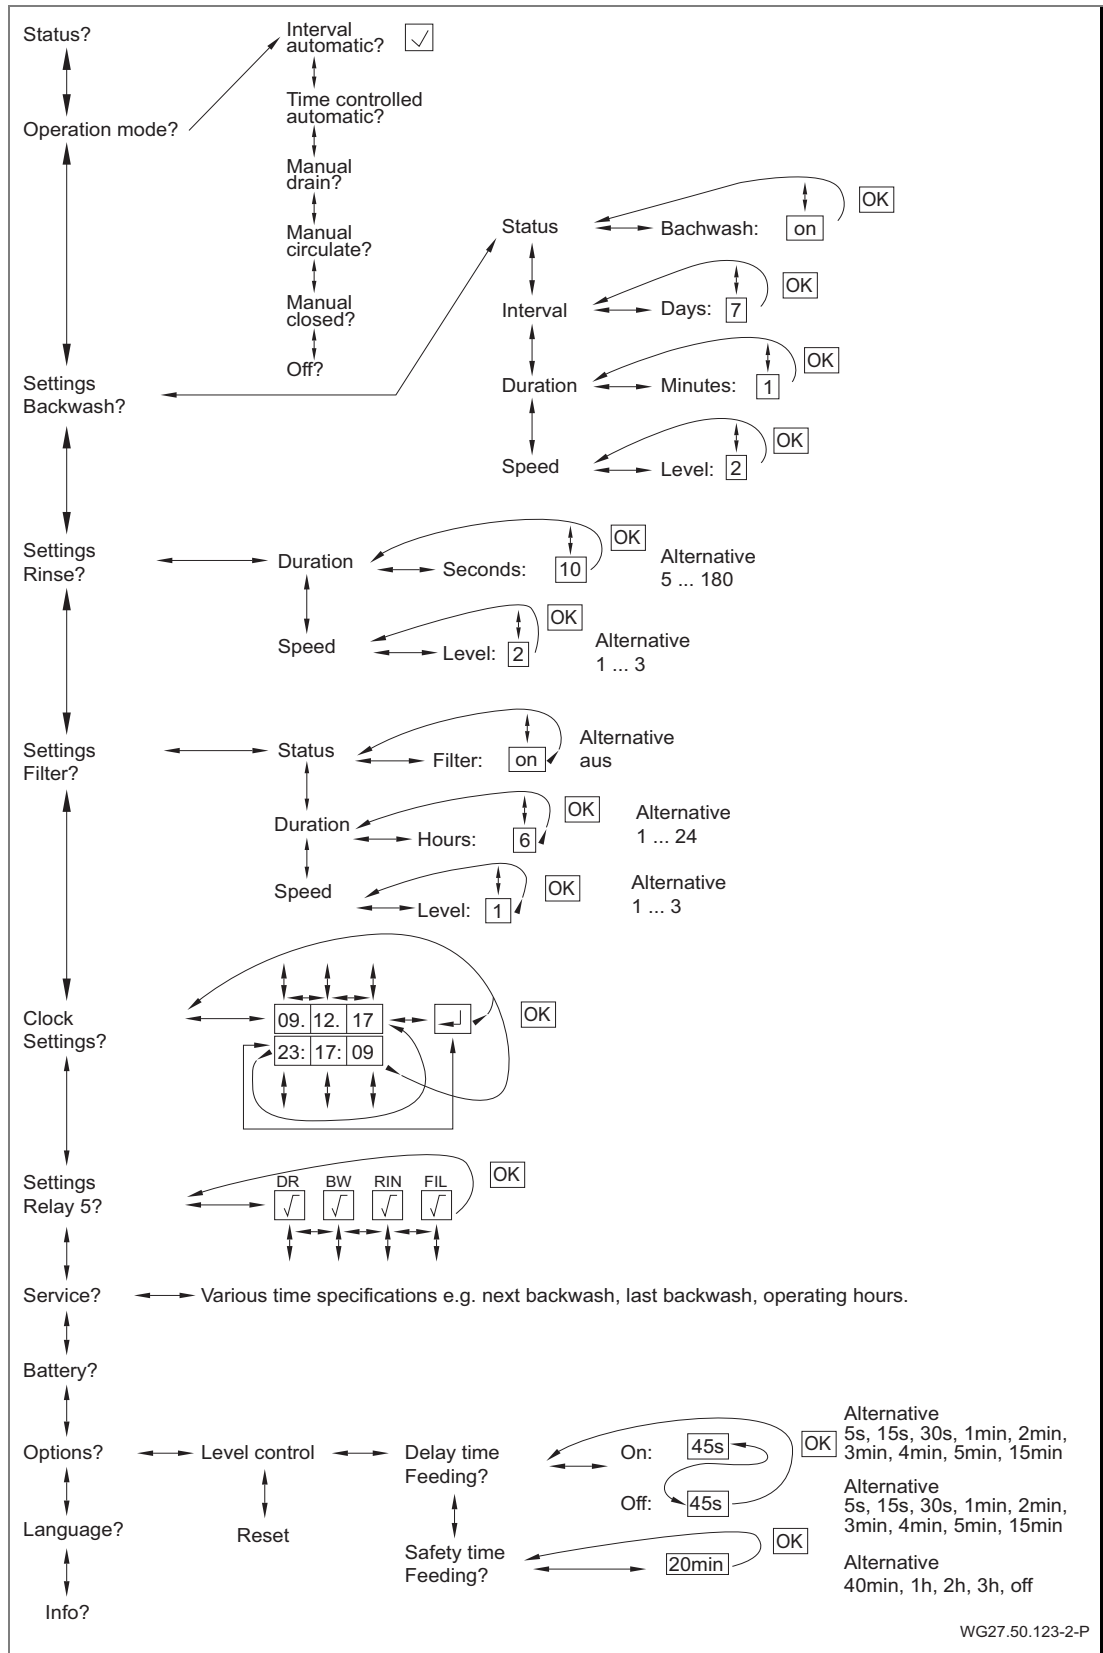 Status?
Interval
automatic?
Operation mode?
Time controlled
automatic?
Manual
drain?
Manual
circulate?
Manual
closed?
Off?
Settings
Backwash?
Status
Bachwash:
on
OK
Interval
Days:
7
OK
Duration
Minutes:
1
OK
Speed
Level:
2
OK
Settings
Rinse?
Duration
Seconds:
10
OK
Alternative
5 ... 180
Speed
Level:
2
OK
Alternative
1 ... 3
Settings
Filter?
Status
Filter:
on
Alternative
aus
Duration
Hours:
6
OK
Alternative
1 ... 24
Speed
Level:
1
OK
Alternative
1 ... 3
Clock
Settings?
09. 12. 17
23: 17: 09
OK
Settings
Relay 5?
DR BW RIN FIL
OK
Service?
Various time specifications e.g. next backwash, last backwash, operating hours.
Battery?
Options?
Level control
Reset
Delay time
Feeding?
On:
45s
OK
Alternative
5s, 15s, 30s, 1min, 2min,
3min, 4min, 5min, 15min
Off:
45s
Alternative
5s, 15s, 30s, 1min, 2min,
3min, 4min, 5min, 15min
Language?
Safety time
Feeding?
20min
OK
Alternative
40min, 1h, 2h, 3h, off
Info?
WG27.50.123-2-P